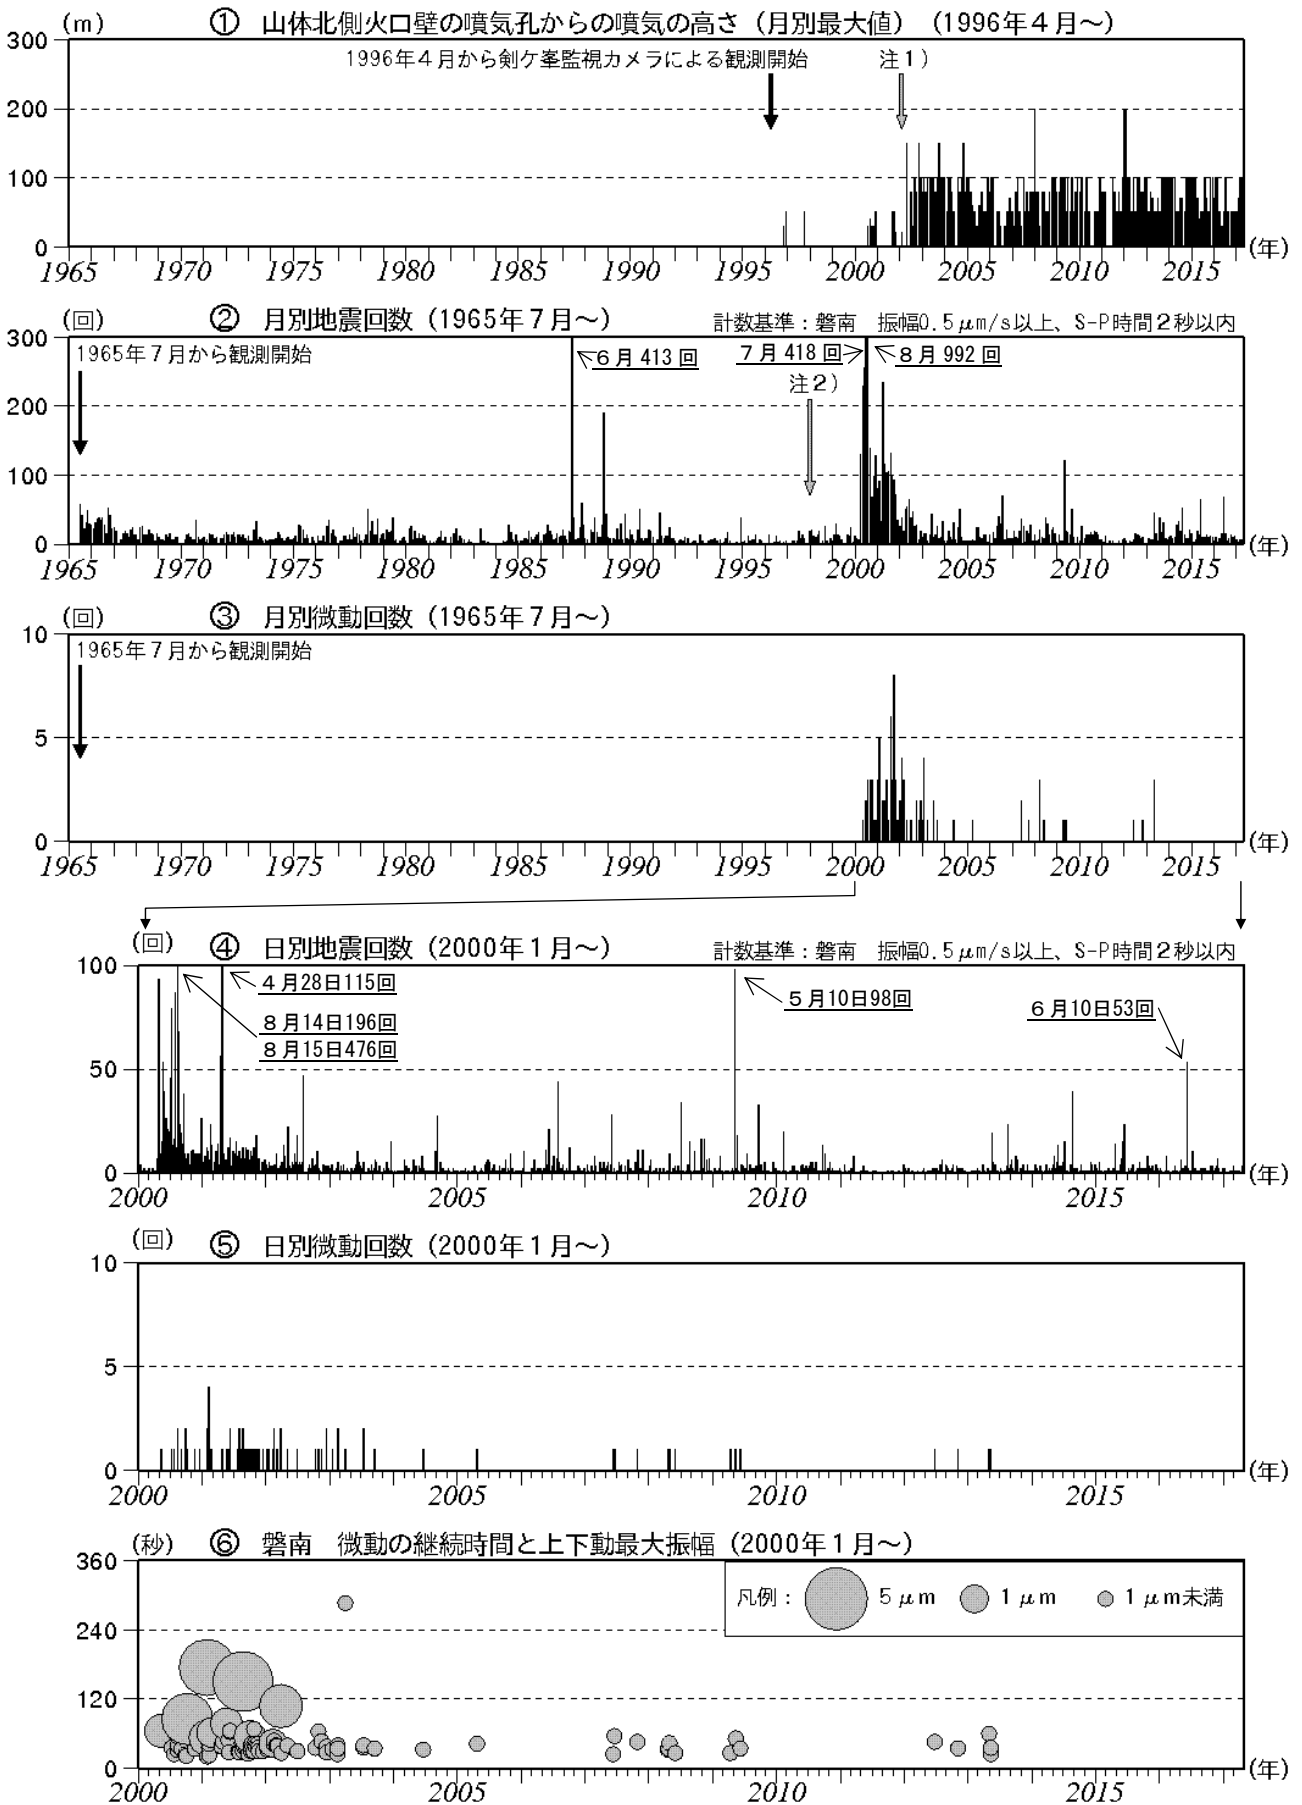 (m) ① 山体北側火口壁の噴気孔からの噴気の高さ（月別最大値）（1996年４月～）
300
1996年４月から剣ケ峯監視カメラによる観測開始 注１）
200
100
0
(年)
1965 1970 1975 1980 1985 1990 1995 2000 2005 2010 2015
(回) ② 月別地震回数（1965年７月～） 計数基準：磐南 振幅0.5μm/s以上、S-P時間２秒以内
300
1965年７月から観測開始 ６月 413 回 ７月 418 回 ８月 992 回
注２）
200
100
0
(年)
1965 1970 1975 1980 1985 1990 1995 2000 2005 2010 2015
(回) ③ 月別微動回数（1965年７月～）
10
1965年７月から観測開始
5
0
(年)
1965 1970 1975 1980 1985 1990 1995 2000 2005 2010 2015
(回) ④ 日別地震回数（2000年１月～） 計数基準：磐南 振幅0.5μm/s以上、S-P時間２秒以内
100
４月28日115回
５月10日98回
６月10日53回
８月14日196回
８月15日476回
50
0
(年)
2000 2005 2010 2015
(回) ⑤ 日別微動回数（2000年１月～）
10
5
0
(年)
2000 2005 2010 2015
(秒) ⑥ 磐南 微動の継続時間と上下動最大振幅（2000年１月～）
360
凡例： ５μm １μm １μm未満
240
120
0
(年)
2000 2005 2010 2015